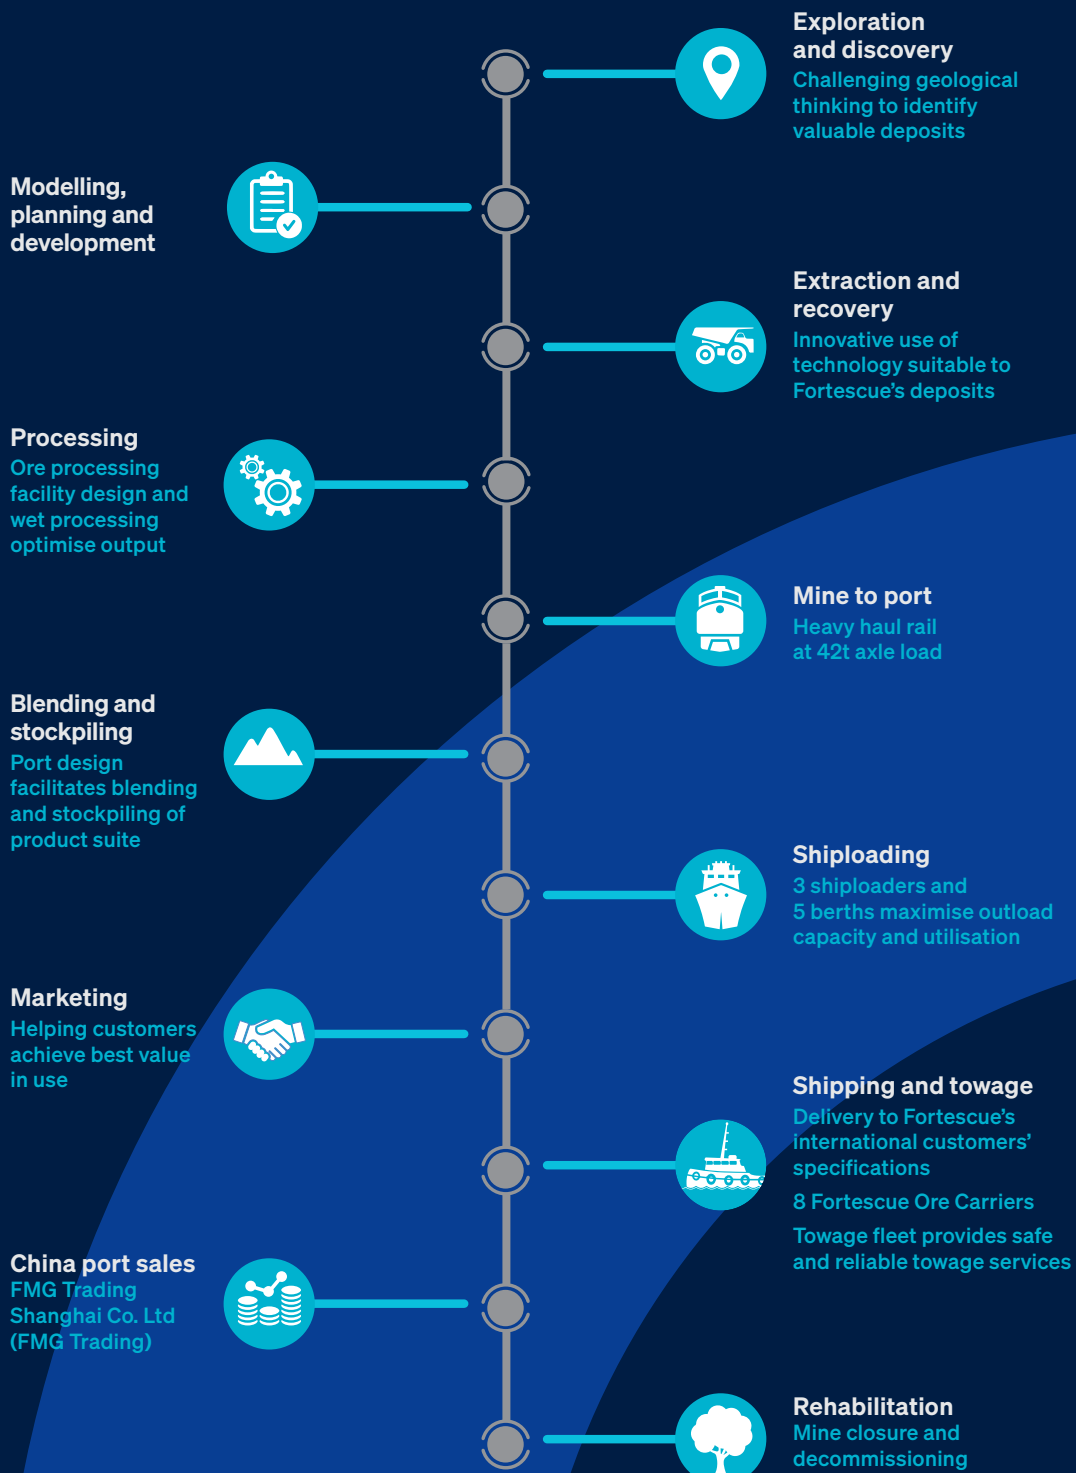 Exploration
and discovery
Challenging geological
thinking to identify
valuable deposits
Modelling,
planning and
development
Extraction and
recovery
Innovative use of
technology suitable to
Fortescue’s deposits
Processing
Ore processing
facility design and
wet processing
optimise output
Mine to port
Heavy haul rail
at 42t axle load
Blending and
stockpiling
Port design
facilitates blending
and stockpiling of
product suite
Shiploading
3 shiploaders and
5 berths maximise outload
capacity and utilisation
Marketing
Helping customers
achieve best value
in use
Shipping and towage
Delivery to Fortescue’s
international customers’
specifications
8 Fortescue Ore Carriers
Towage fleet provides safe
and reliable towage services
China port sales
FMG Trading
Shanghai Co. Ltd
(FMG Trading)
Rehabilitation
Mine closure and
decommissioning